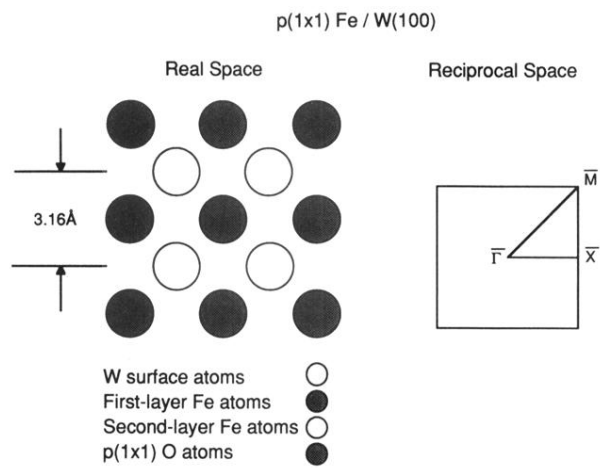 p(1x1) Fe / W(100)
Real Space
Reciprocal Space
3.16Å
M̅
Γ̅
X̅
W surface atoms
First-layer Fe atoms
Second-layer Fe atoms
p(1x1) O atoms